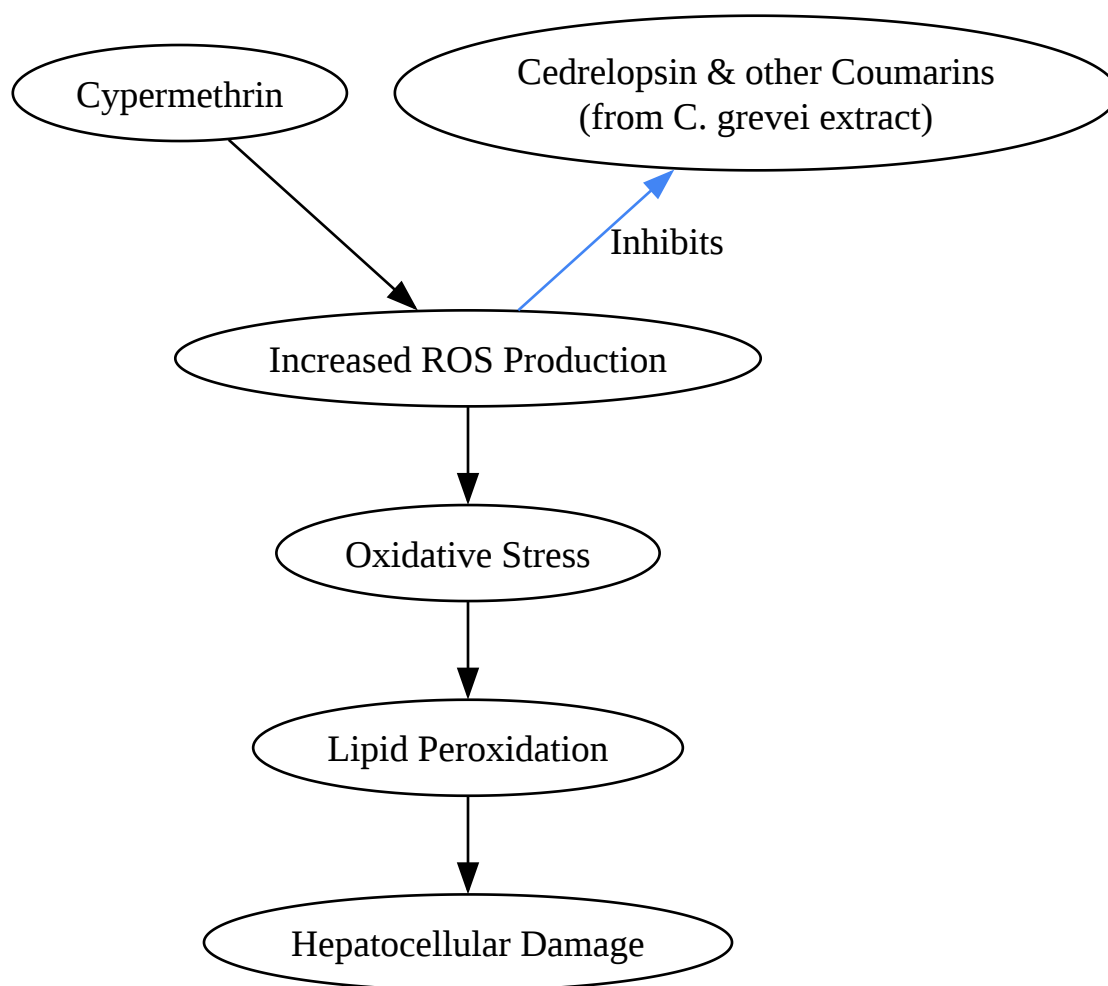 Cypermethrin
Cedrelopsin & other Coumarins
(from C. grevei extract)
Inhibits
Increased ROS Production
Oxidative Stress
Lipid Peroxidation
Hepatocellular Damage